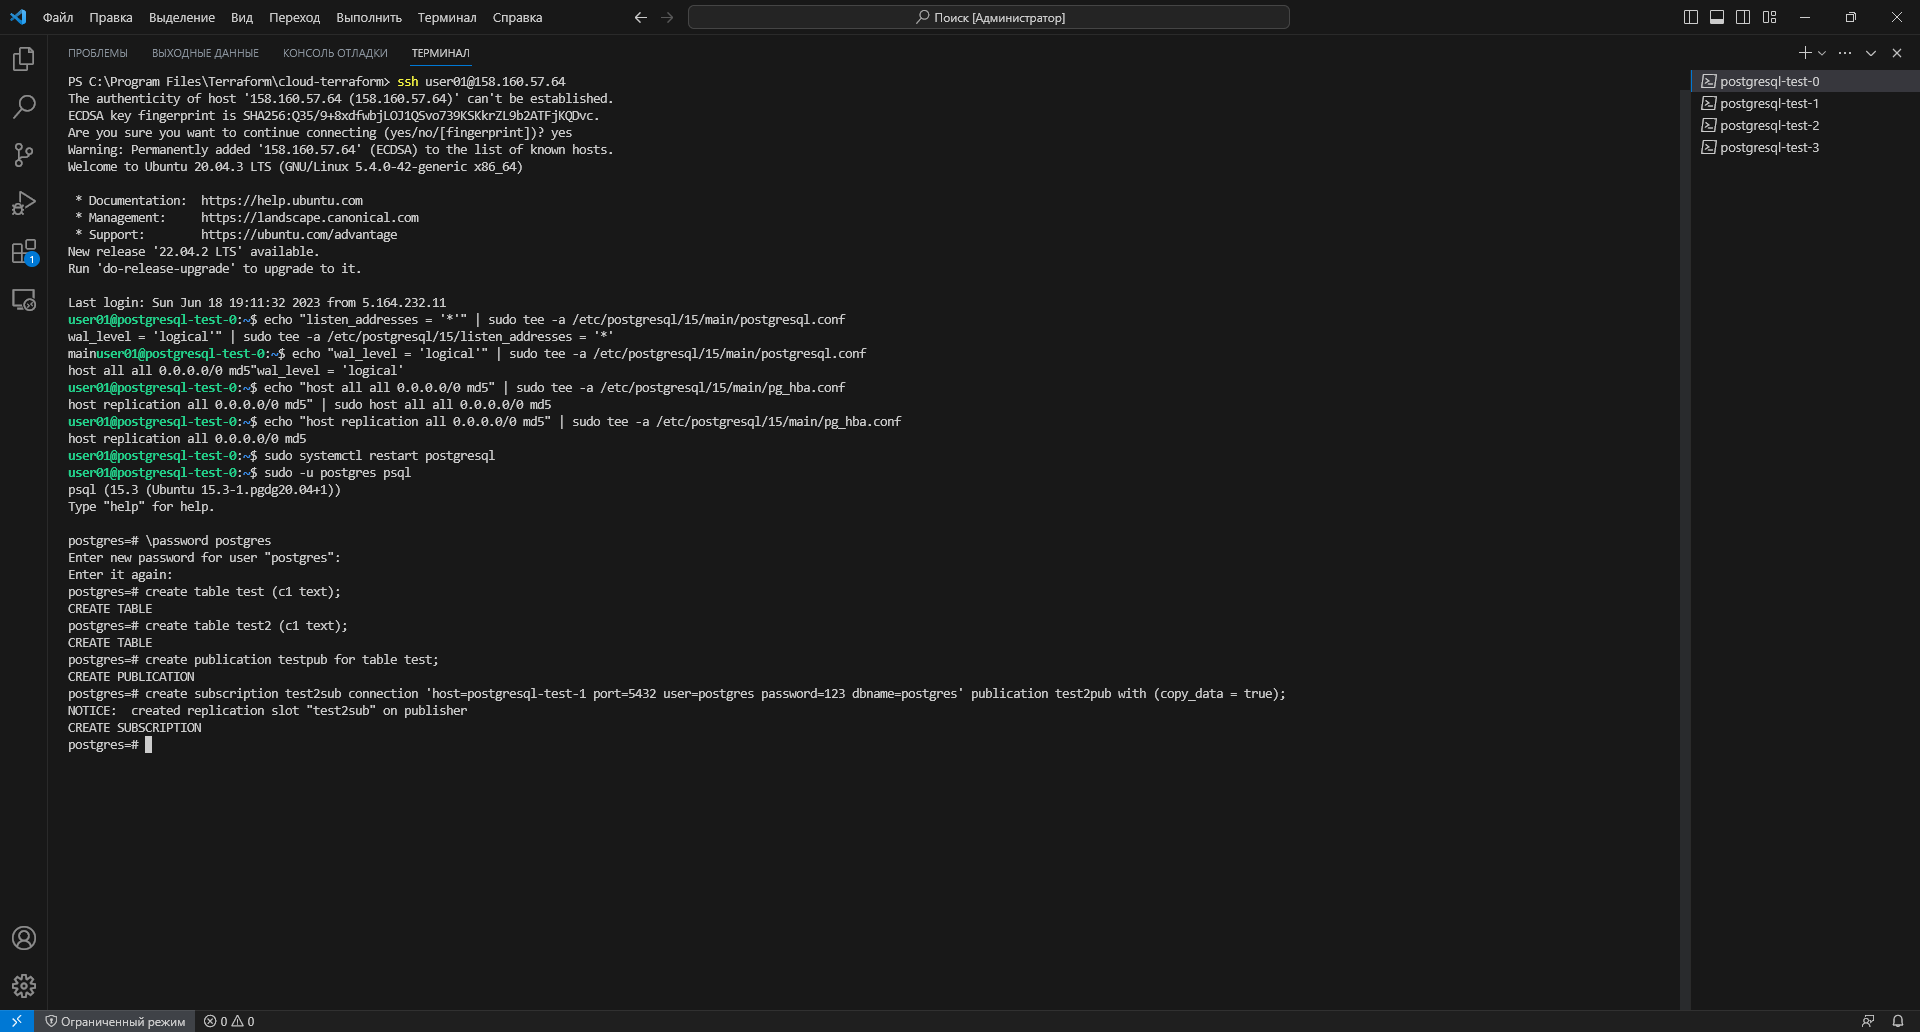 Файл Правка Выделение Вид Переход Выполнить Терминал Справка Поиск [Администратор]
ПРОБЛЕМЫ ВЫХОДНЫЕ ДАННЫЕ КОНСОЛЬ ОТЛАДКИ ТЕРМИНАЛ
PS C:\Program Files\Terraform\cloud-terraform> ssh user01@158.160.57.64
The authenticity of host '158.160.57.64 (158.160.57.64)' can't be established.
ECDSA key fingerprint is SHA256:Q35/9+8xdfwbjLOJ1QSvo739KSKkrZL9b2ATFjKQDvc.
Are you sure you want to continue connecting (yes/no/[fingerprint])? yes
Warning: Permanently added '158.160.57.64' (ECDSA) to the list of known hosts.
Welcome to Ubuntu 20.04.3 LTS (GNU/Linux 5.4.0-42-generic x86_64)
* Documentation: https://help.ubuntu.com
* Management: https://landscape.canonical.com
* Support: https://ubuntu.com/advantage
New release '22.04.2 LTS' available.
Run 'do-release-upgrade' to upgrade to it.
Last login: Sun Jun 18 19:11:32 2023 from 5.164.232.11
user01@postgresql-test-0:~$ echo "listen_addresses = '*'" | sudo tee -a /etc/postgresql/15/main/postgresql.conf
wal_level = 'logical'" | sudo tee -a /etc/postgresql/15/listen_addresses = '*'
mainuser01@postgresql-test-0:~$ echo "wal_level = 'logical'" | sudo tee -a /etc/postgresql/15/main/postgresql.conf
host all all 0.0.0.0/0 md5"wal_level = 'logical'
user01@postgresql-test-0:~$ echo "host all all 0.0.0.0/0 md5" | sudo tee -a /etc/postgresql/15/main/pg_hba.conf
host replication all 0.0.0.0/0 md5" | sudo host all all 0.0.0.0/0 md5
user01@postgresql-test-0:~$ echo "host replication all 0.0.0.0/0 md5" | sudo tee -a /etc/postgresql/15/main/pg_hba.conf
host replication all 0.0.0.0/0 md5
user01@postgresql-test-0:~$ sudo systemctl restart postgresql
user01@postgresql-test-0:~$ sudo -u postgres psql
psql (15.3 (Ubuntu 15.3-1.pgdg20.04+1))
Type "help" for help.
postgres=# \password postgres
Enter new password for user "postgres":
Enter it again:
postgres=# create table test (c1 text);
CREATE TABLE
postgres=# create table test2 (c1 text);
CREATE TABLE
postgres=# create publication testpub for table test;
CREATE PUBLICATION
postgres=# create subscription test2sub connection 'host=postgresql-test-1 port=5432 user=postgres password=123 dbname=postgres' publication test2pub with (copy_data = true);
NOTICE: created replication slot "test2sub" on publisher
CREATE SUBSCRIPTION
postgres=#
postgresql-test-0
postgresql-test-1
postgresql-test-2
postgresql-test-3
1
Ограниченный режим 0 0